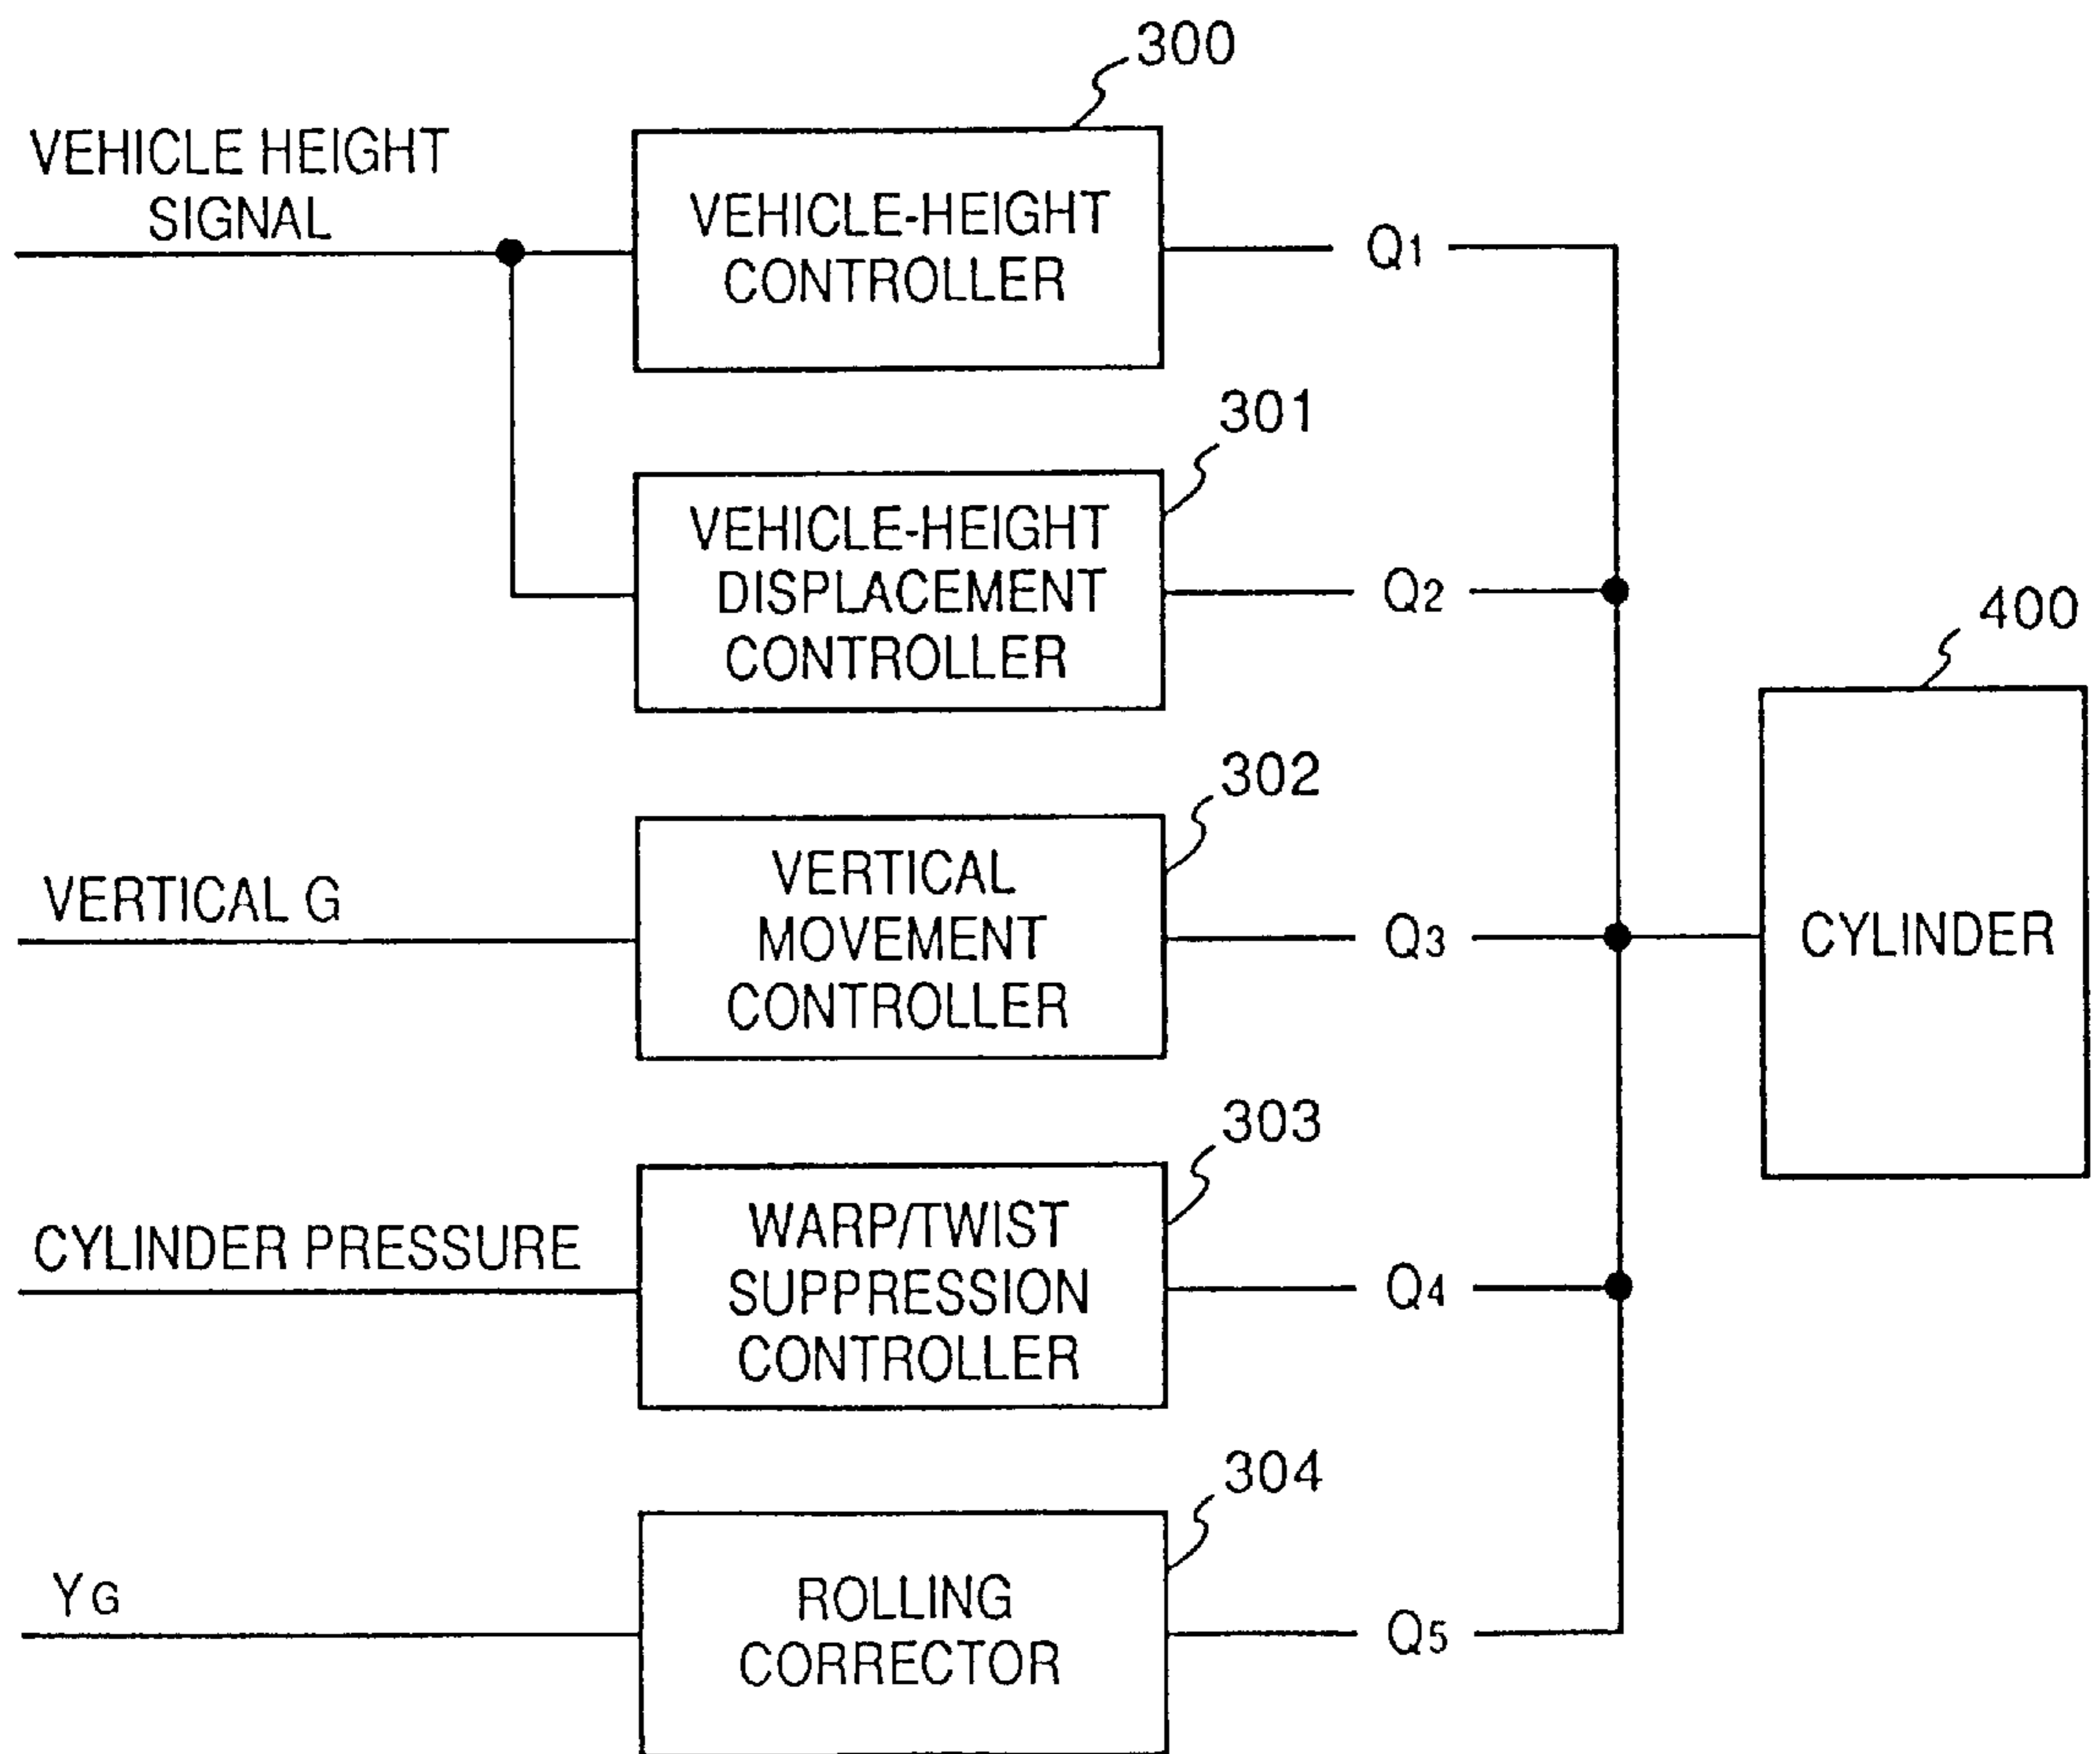 300
VEHICLE HEIGHT
SIGNAL
VEHICLE-HEIGHT
CONTROLLER
Q1
301
VEHICLE-HEIGHT
DISPLACEMENT
CONTROLLER
Q2
400
CYLINDER
302
VERTICAL G
VERTICAL
MOVEMENT
CONTROLLER
Q3
303
CYLINDER PRESSURE
WARP/TWIST
SUPPRESSION
CONTROLLER
Q4
304
YG
ROLLING
CORRECTOR
Q5